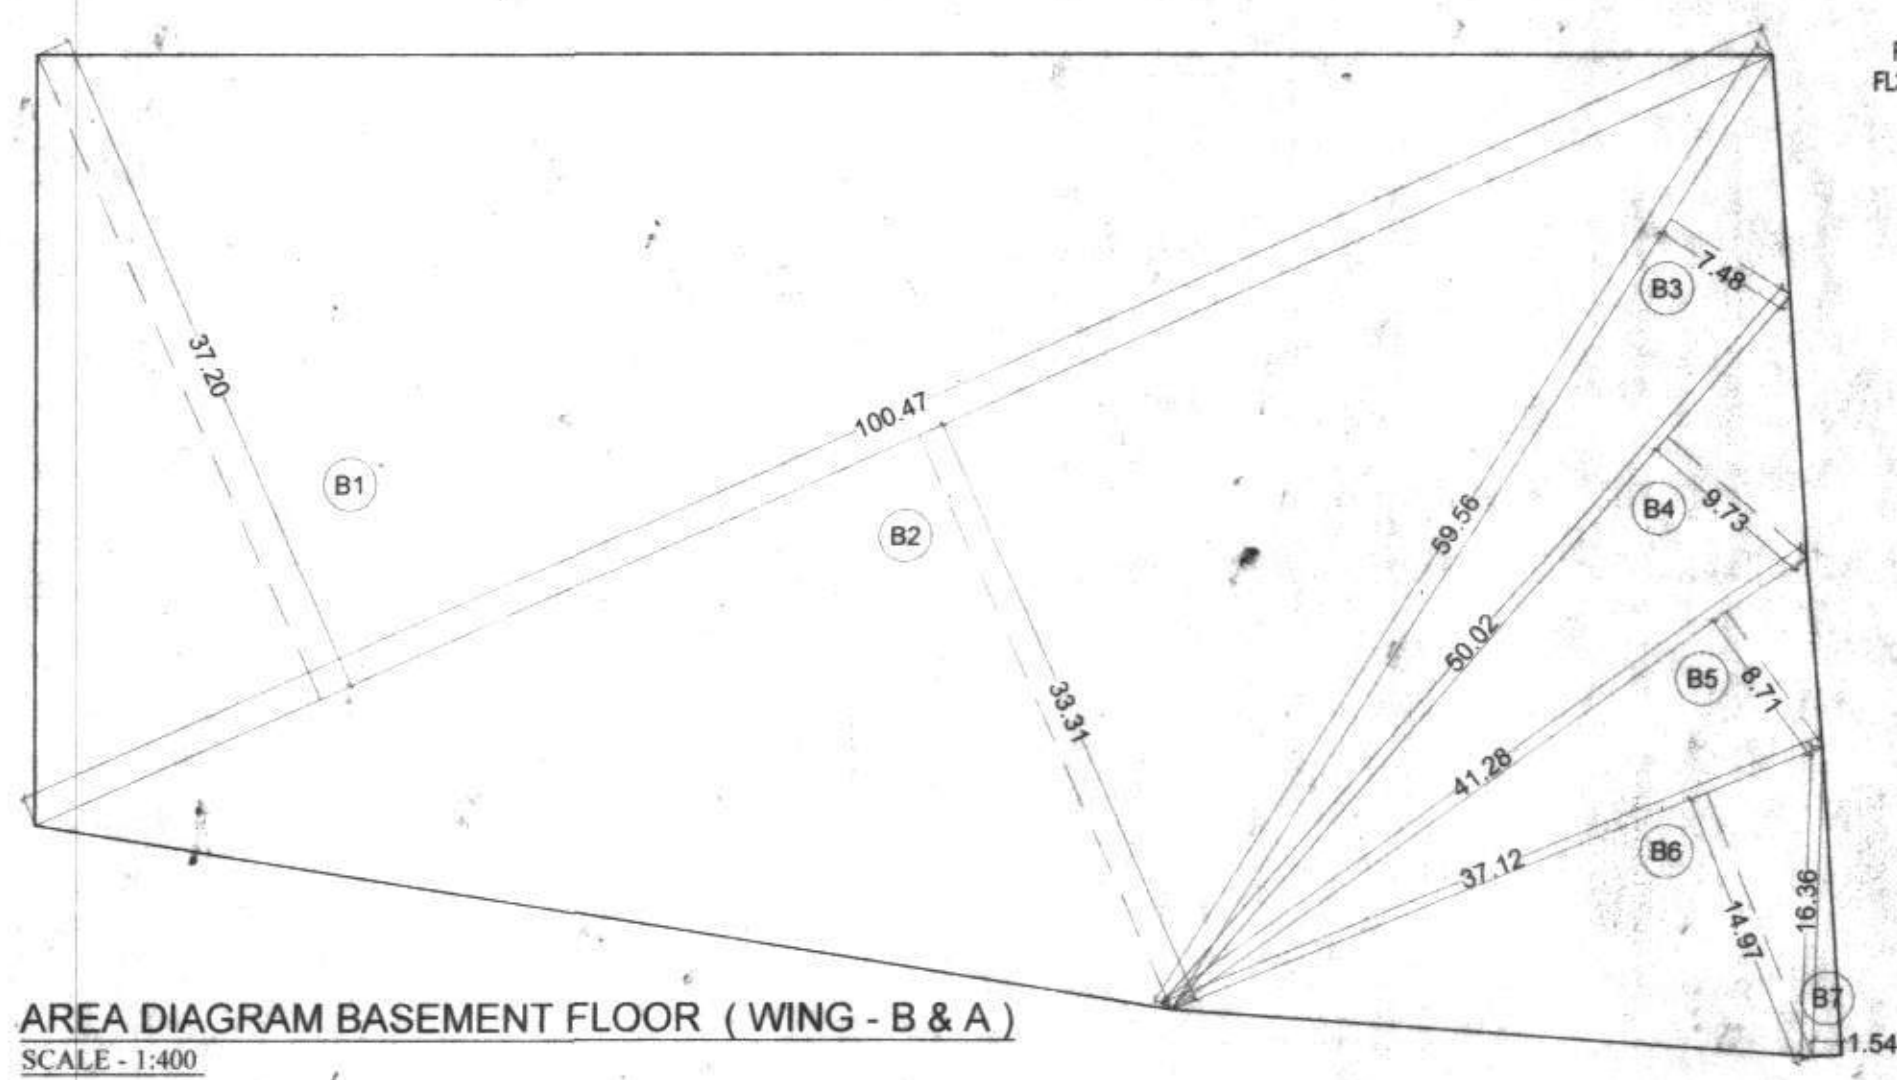 FL
7.48
B3
37.20
100.47
B1
B2
59.56
B4
9.73
50.02
B5
8.71
33.31
41.28
B6
37.12
16.36
14.97
B7
1.54
AREA DIAGRAM BASEMENT FLOOR ( WING - B & A )
SCALE - 1:400